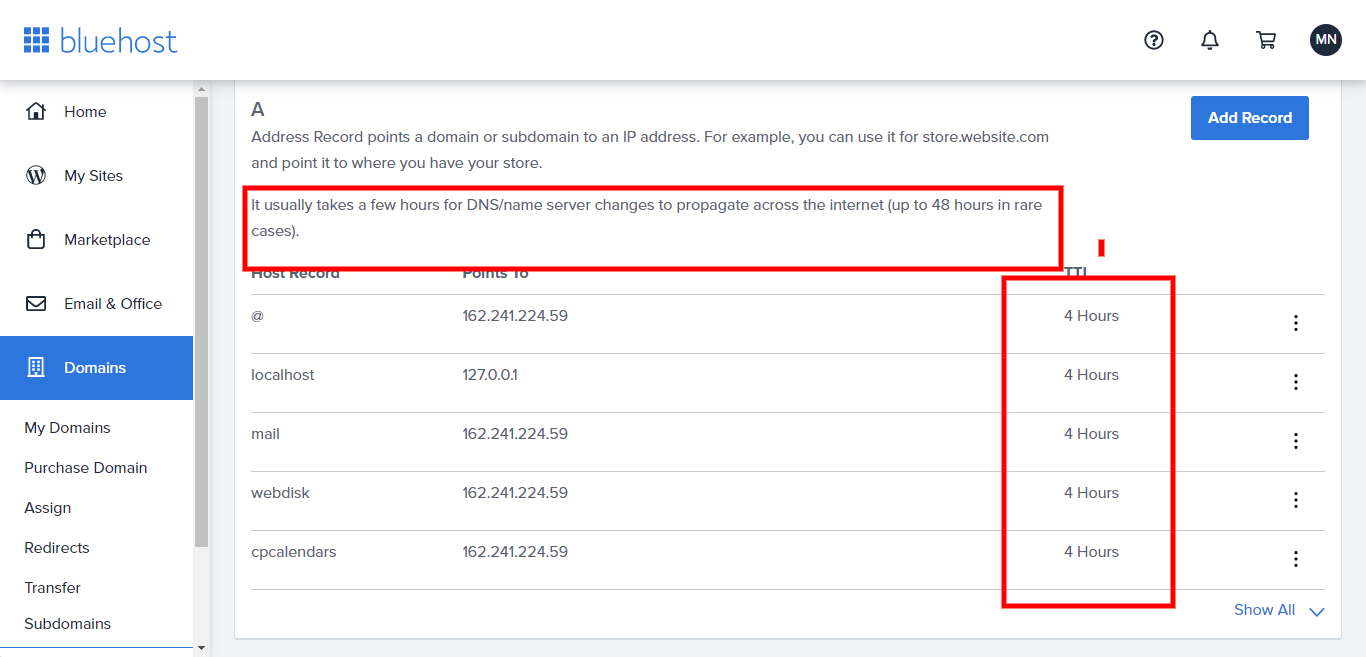 bluehost
MN
Home
My Sites
Marketplace
Email & Office
Domains
My Domains
Purchase Domain
Assign
Redirects
Transfer
Subdomains
A
Add Record
Address Record points a domain or subdomain to an IP address. For example, you can use it for store.website.com
and point it to where you have your store.
It usually takes a few hours for DNS/name server changes to propagate across the internet (up to 48 hours in rare
cases).
Host Record Points To TTL
@ 162.241.224.59 4 Hours
localhost 127.0.0.1 4 Hours
mail 162.241.224.59 4 Hours
webdisk 162.241.224.59 4 Hours
cpcalendars 162.241.224.59 4 Hours
Show All